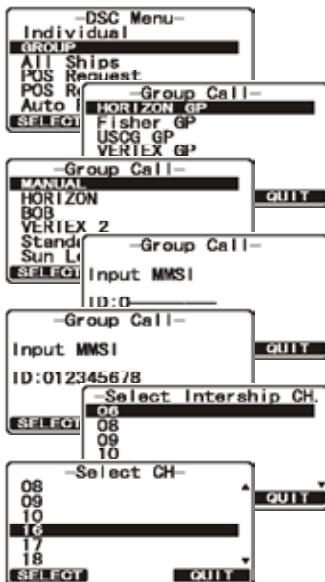 -DSC Menu-
Individual
GROUP
All Ships
POS Request
POS R
Auto
SELECT
-Group Call-
HORIZON GP
Fisher GP
USCG GP
VERTEX GP
QUIT
-Group Call-
MANUAL
HORIZON
BOB
VERTEX 2
Stand
Sun L
SELECT
-Group Call-
Input MMSI
ID:0
QUIT
-Group Call-
Input MMSI
ID:012345678
SELECT
-Select Intership CH.
06
08
09
10
QUIT
-Select CH-
08
09
10
16
17
18
SELECT QUIT